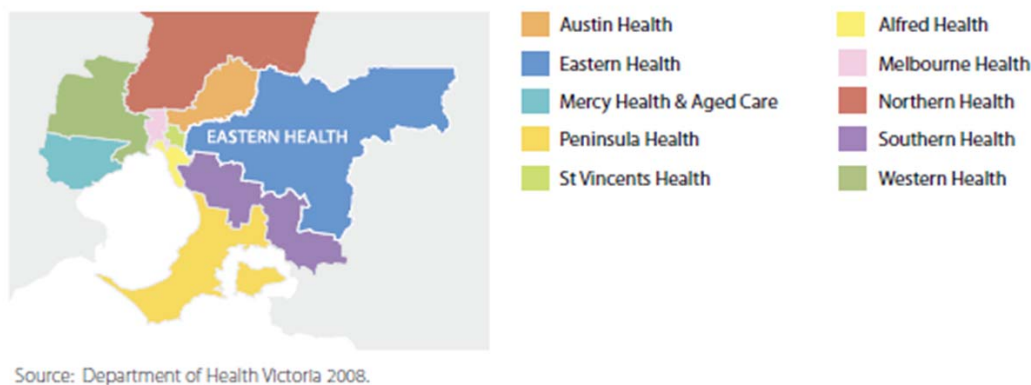 EASTERN HEALTH
Austin Health
Eastern Health
Mercy Health & Aged Care
Peninsula Health
St Vincents Health
Alfred Health
Melbourne Health
Northern Health
Southern Health
Western Health
Source: Department of Health Victoria 2008.